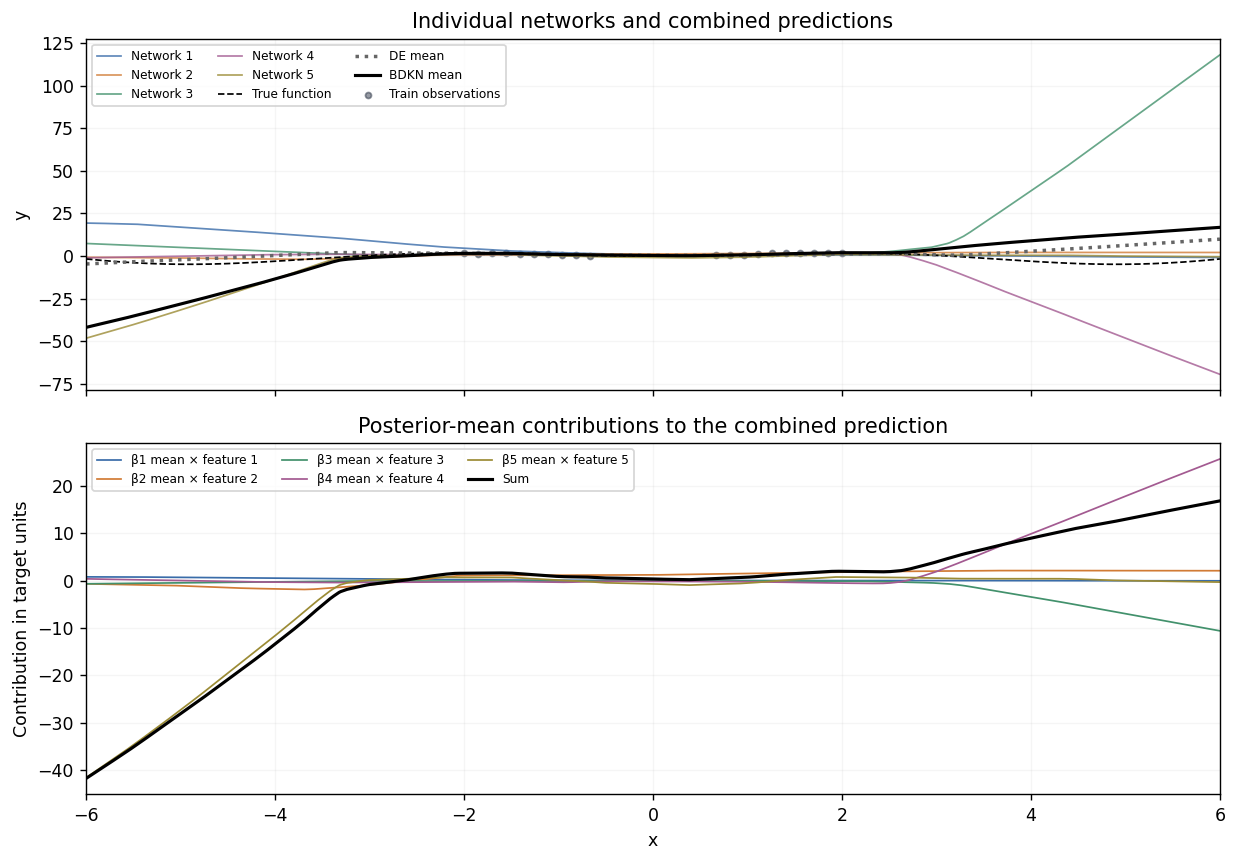 Individual networks and combined predictions
125
100
75
50
25
0
−25
−50
−75
y
Network 1
Network 2
Network 3
Network 4
Network 5
True function
DE mean
BDKN mean
Train observations
Posterior-mean contributions to the combined prediction
20
10
0
−10
−20
−30
−40
Contribution in target units
β1 mean × feature 1
β2 mean × feature 2
β3 mean × feature 3
β4 mean × feature 4
β5 mean × feature 5
Sum
−6
−4
−2
0
2
4
6
x